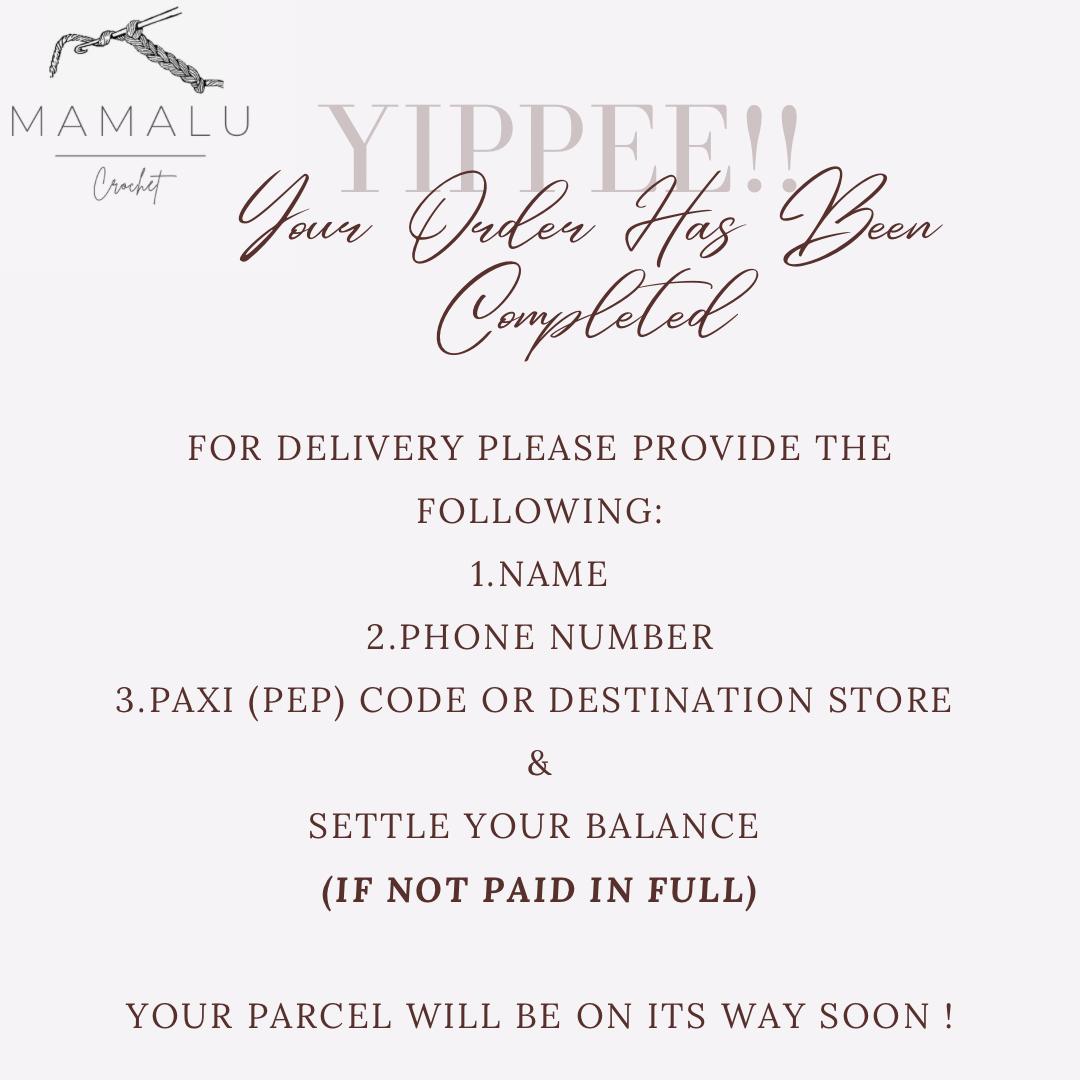 MAMALU
Crochet
YIPPEE!!
Your Order Has Been
Completed
FOR DELIVERY PLEASE PROVIDE THE
FOLLOWING:
1.NAME
2.PHONE NUMBER
3.PAXI (PEP) CODE OR DESTINATION STORE
&
SETTLE YOUR BALANCE
(IF NOT PAID IN FULL)
YOUR PARCEL WILL BE ON ITS WAY SOON !